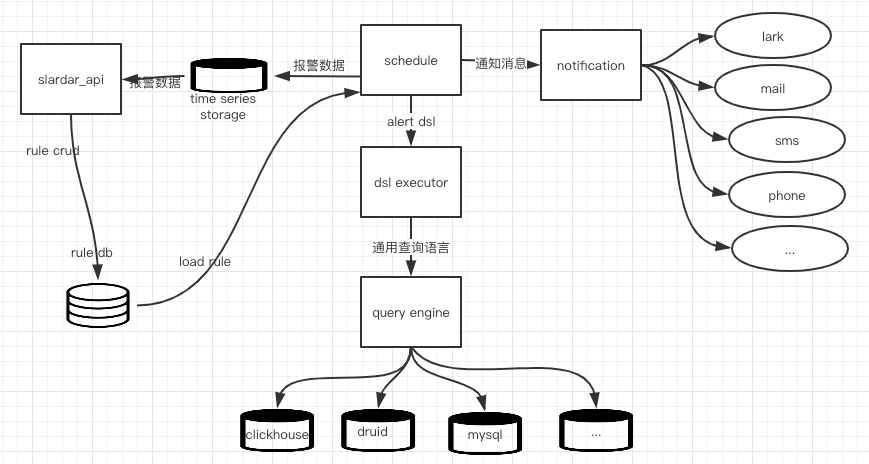 lark
schedule
notification
通知消息
报警数据
slardar_api
报警数据
mail
time series
storage
alert dsl
sms
rule crud
dsl executor
phone
通用查询语言
...
rule db
load rule
query engine
clickhouse
druid
mysql
...